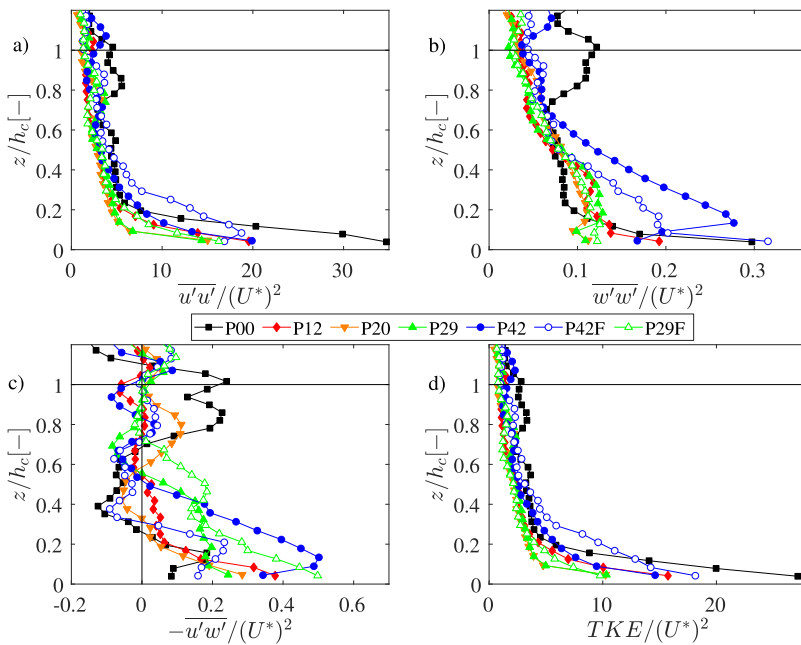 a)
z/h_c[−]
1
0.8
0.6
0.4
0.2
0
0 10 20 30
\overline{u'u'}/(U^*)^2
b)
z/h_c[−]
1
0.8
0.6
0.4
0.2
0
0 0.1 0.2 0.3
\overline{w'w'}/(U^*)^2
P00 P12 P20 P29 P42 P42F P29F
c)
z/h_c[−]
1
0.8
0.6
0.4
0.2
0
-0.2 0 0.2 0.4 0.6
−\overline{u'w'}/(U^*)^2
d)
z/h_c[−]
1
0.8
0.6
0.4
0.2
0
0 10 20
TKE/(U^*)^2